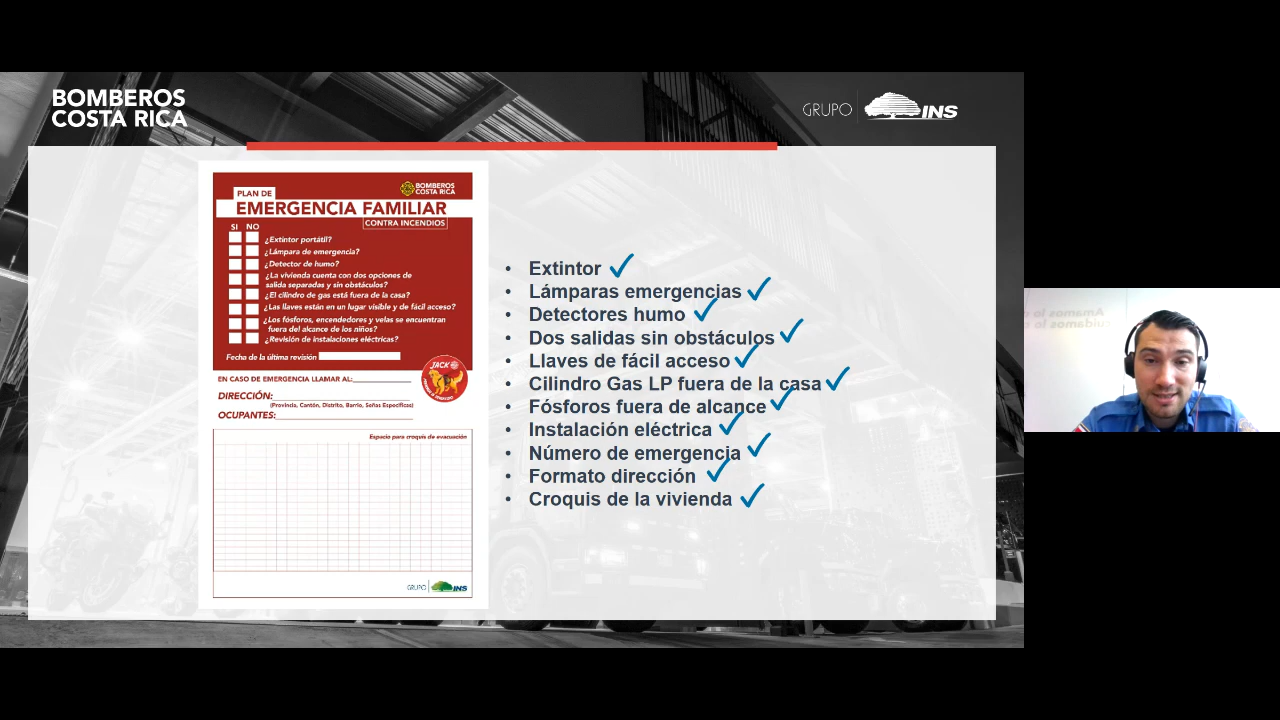 BOMBEROS
COSTA RICA
GRUPO INS
PLAN DE
BOMBEROS
COSTA RICA
EMERGENCIA FAMILIAR
CONTRA INCENDIOS
SI NO
¿Extintor portátil?
¿Lámpara de emergencia?
¿Detector de humo?
¿La vivienda cuenta con dos opciones de
salida separadas y sin obstáculos?
¿El cilindro de gas está fuera de la casa?
¿Las llaves están en un lugar visible y de fácil acceso?
¿Los fósforos, encendedores y velas se encuentran
fuera del alcance de los niños?
¿Revisión de instalaciones eléctricas?
Fecha de la última revisión
JACK
EN CASO DE EMERGENCIA LLAMAR AL:
DIRECCIÓN:
(Provincia, Cantón, Distrito, Barrio, Señas Específicas)
OCUPANTES:
Espacio para croquis de evacuación
GRUPO INS
• Extintor
• Lámparas emergencias
• Detectores humo
• Dos salidas sin obstáculos
• Llaves de fácil acceso
• Cilindro Gas LP fuera de la casa
• Fósforos fuera de alcance
• Instalación eléctrica
• Número de emergencia
• Formato dirección
• Croquis de la vivienda